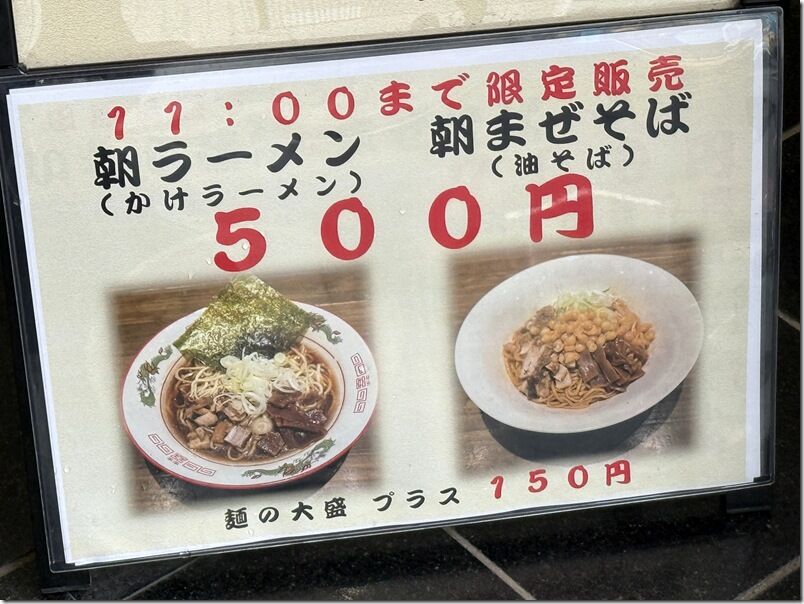 11:00まで限定販売
朝ラーメン
(かけラーメン)
朝まぜそば
(油そば)
500円
麺の大盛 プラス 150円